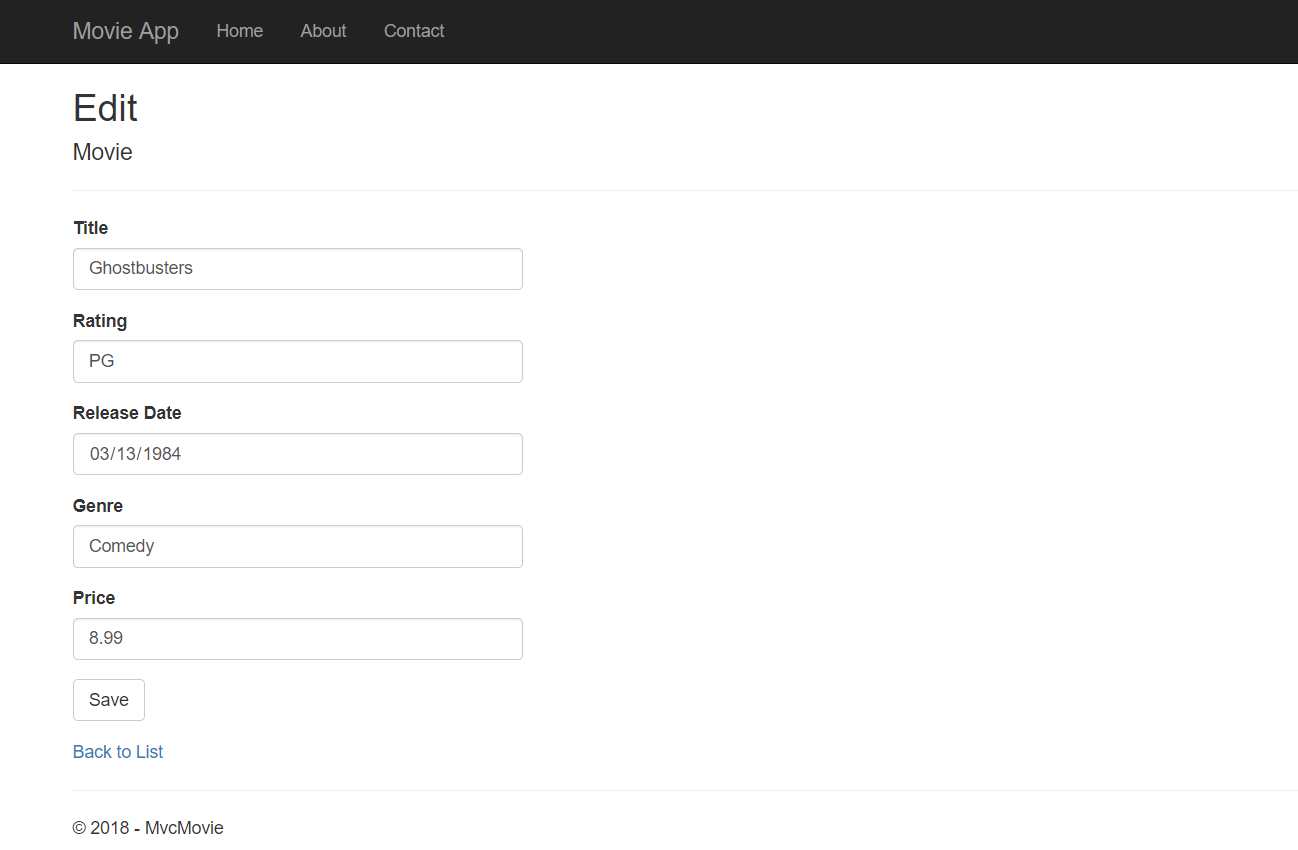 Movie App Home About Contact
Edit
Movie
Title
Ghostbusters
Rating
PG
Release Date
03/13/1984
Genre
Comedy
Price
8.99
Save
Back to List
© 2018 - MvcMovie